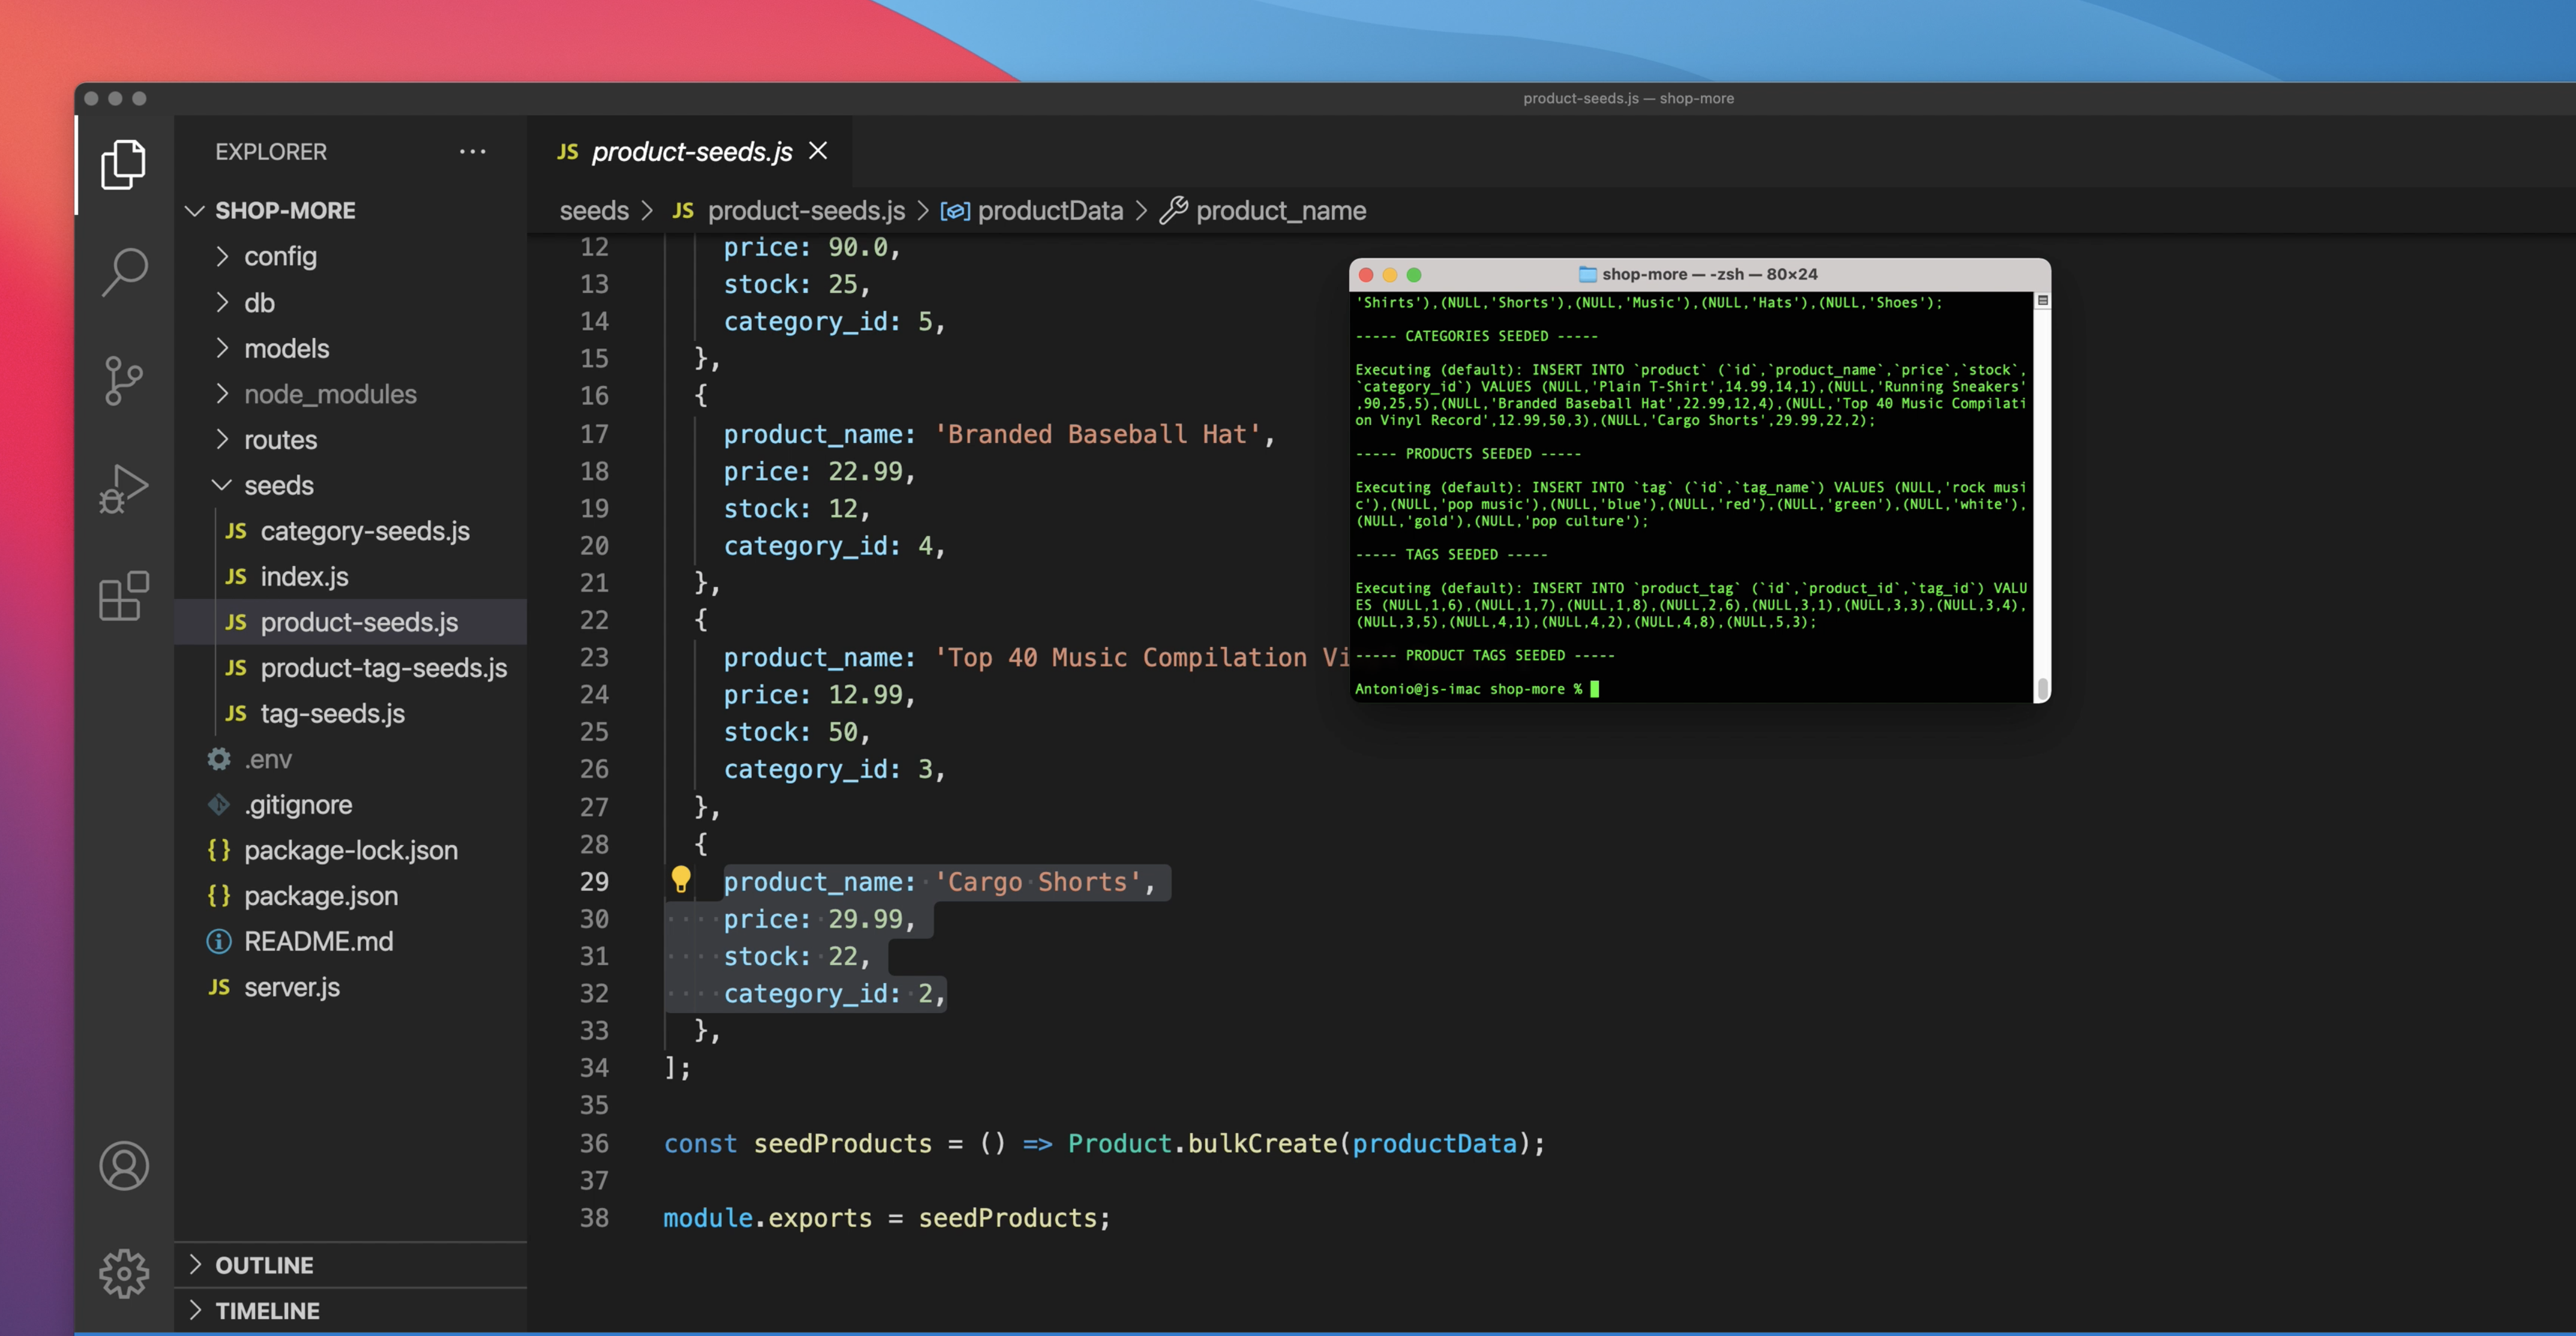 product-seeds.js — shop-more
EXPLORER
SHOP-MORE
config
db
models
node_modules
routes
seeds
JS category-seeds.js
JS index.js
JS product-seeds.js
JS product-tag-seeds.js
JS tag-seeds.js
.env
.gitignore
{} package-lock.json
{} package.json
README.md
JS server.js
OUTLINE
TIMELINE
JS product-seeds.js
seeds > JS product-seeds.js > productData > product_name
12 price: 90.0,
13 stock: 25,
14 category_id: 5,
15 },
16 {
17 product_name: 'Branded Baseball Hat',
18 price: 22.99,
19 stock: 12,
20 category_id: 4,
21 },
22 {
23 product_name: 'Top 40 Music Compilation Vi
24 price: 12.99,
25 stock: 50,
26 category_id: 3,
27 },
28 {
29 product_name: 'Cargo Shorts',
30 price: 29.99,
31 stock: 22,
32 category_id: 2,
33 },
34 ];
35
36 const seedProducts = () => Product.bulkCreate(productData);
37
38 module.exports = seedProducts;
shop-more — -zsh — 80×24
'Shirts'),(NULL,'Shorts'),(NULL,'Music'),(NULL,'Hats'),(NULL,'Shoes');
----- CATEGORIES SEEDED -----
Executing (default): INSERT INTO `product` (`id`,`product_name`,`price`,`stock`,
`category_id`) VALUES (NULL,'Plain T-Shirt',14.99,14,1),(NULL,'Running Sneakers'
,90,25,5),(NULL,'Branded Baseball Hat',22.99,12,4),(NULL,'Top 40 Music Compilati
on Vinyl Record',12.99,50,3),(NULL,'Cargo Shorts',29.99,22,2);
----- PRODUCTS SEEDED -----
Executing (default): INSERT INTO `tag` (`id`,`tag_name`) VALUES (NULL,'rock musi
c'),(NULL,'pop music'),(NULL,'blue'),(NULL,'red'),(NULL,'green'),(NULL,'white'),
(NULL,'gold'),(NULL,'pop culture');
----- TAGS SEEDED -----
Executing (default): INSERT INTO `product_tag` (`id`,`product_id`,`tag_id`) VALU
ES (NULL,1,6),(NULL,1,7),(NULL,1,8),(NULL,2,6),(NULL,3,1),(NULL,3,3),(NULL,3,4),
(NULL,3,5),(NULL,4,1),(NULL,4,2),(NULL,4,8),(NULL,5,3);
----- PRODUCT TAGS SEEDED -----
Antonio@js-imac shop-more %